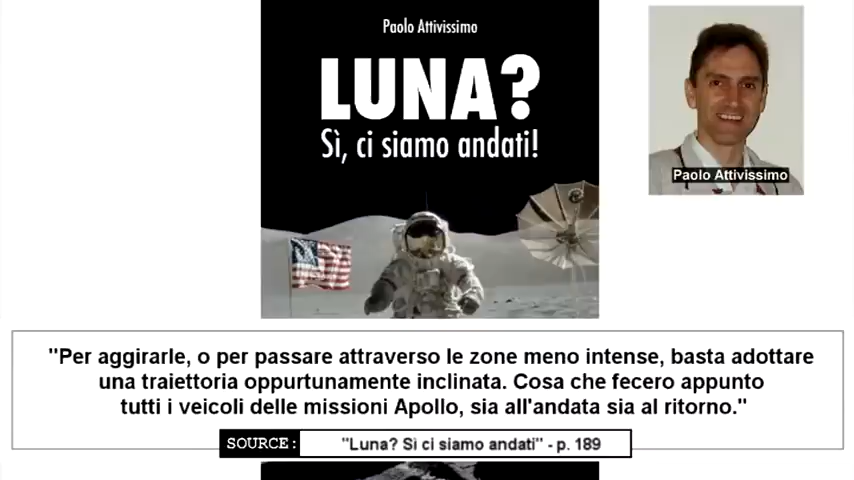 Paolo Attivissimo
LUNA?
Sì, ci siamo andati!
Paolo Attivissimo
"Per aggirarle, o per passare attraverso le zone meno intense, basta adottare
una traiettoria oppurtunamente inclinata. Cosa che fecero appunto
tutti i veicoli delle missioni Apollo, sia all'andata sia al ritorno."
SOURCE: "Luna? Sì ci siamo andati" - p. 189